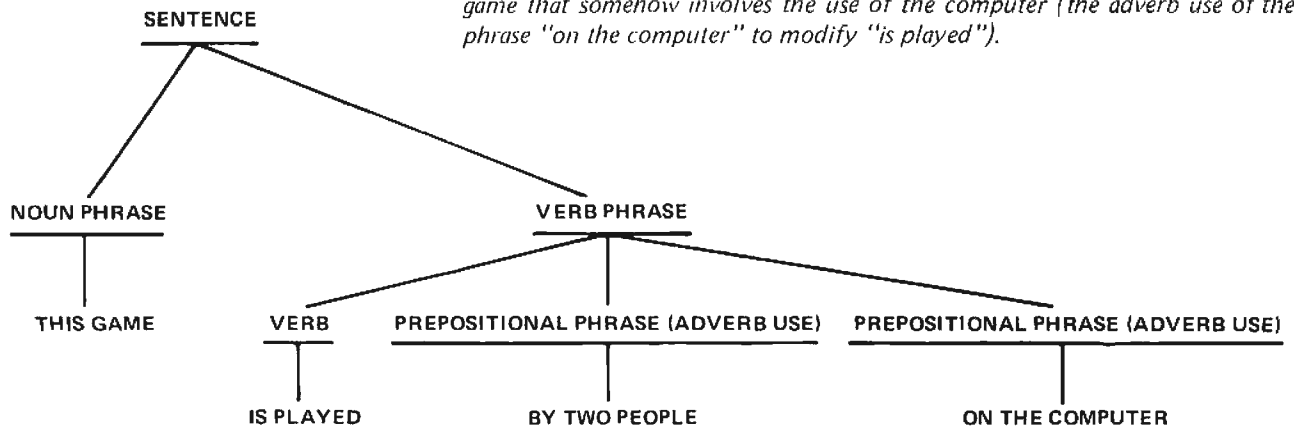 game that somehow involves the use of the computer (the adverb use of the
phrase "on the computer" to modify "is played").
SENTENCE
NOUN PHRASE VERB PHRASE
THIS GAME VERB PREPOSITIONAL PHRASE (ADVERB USE) PREPOSITIONAL PHRASE (ADVERB USE)
IS PLAYED BY TWO PEOPLE ON THE COMPUTER